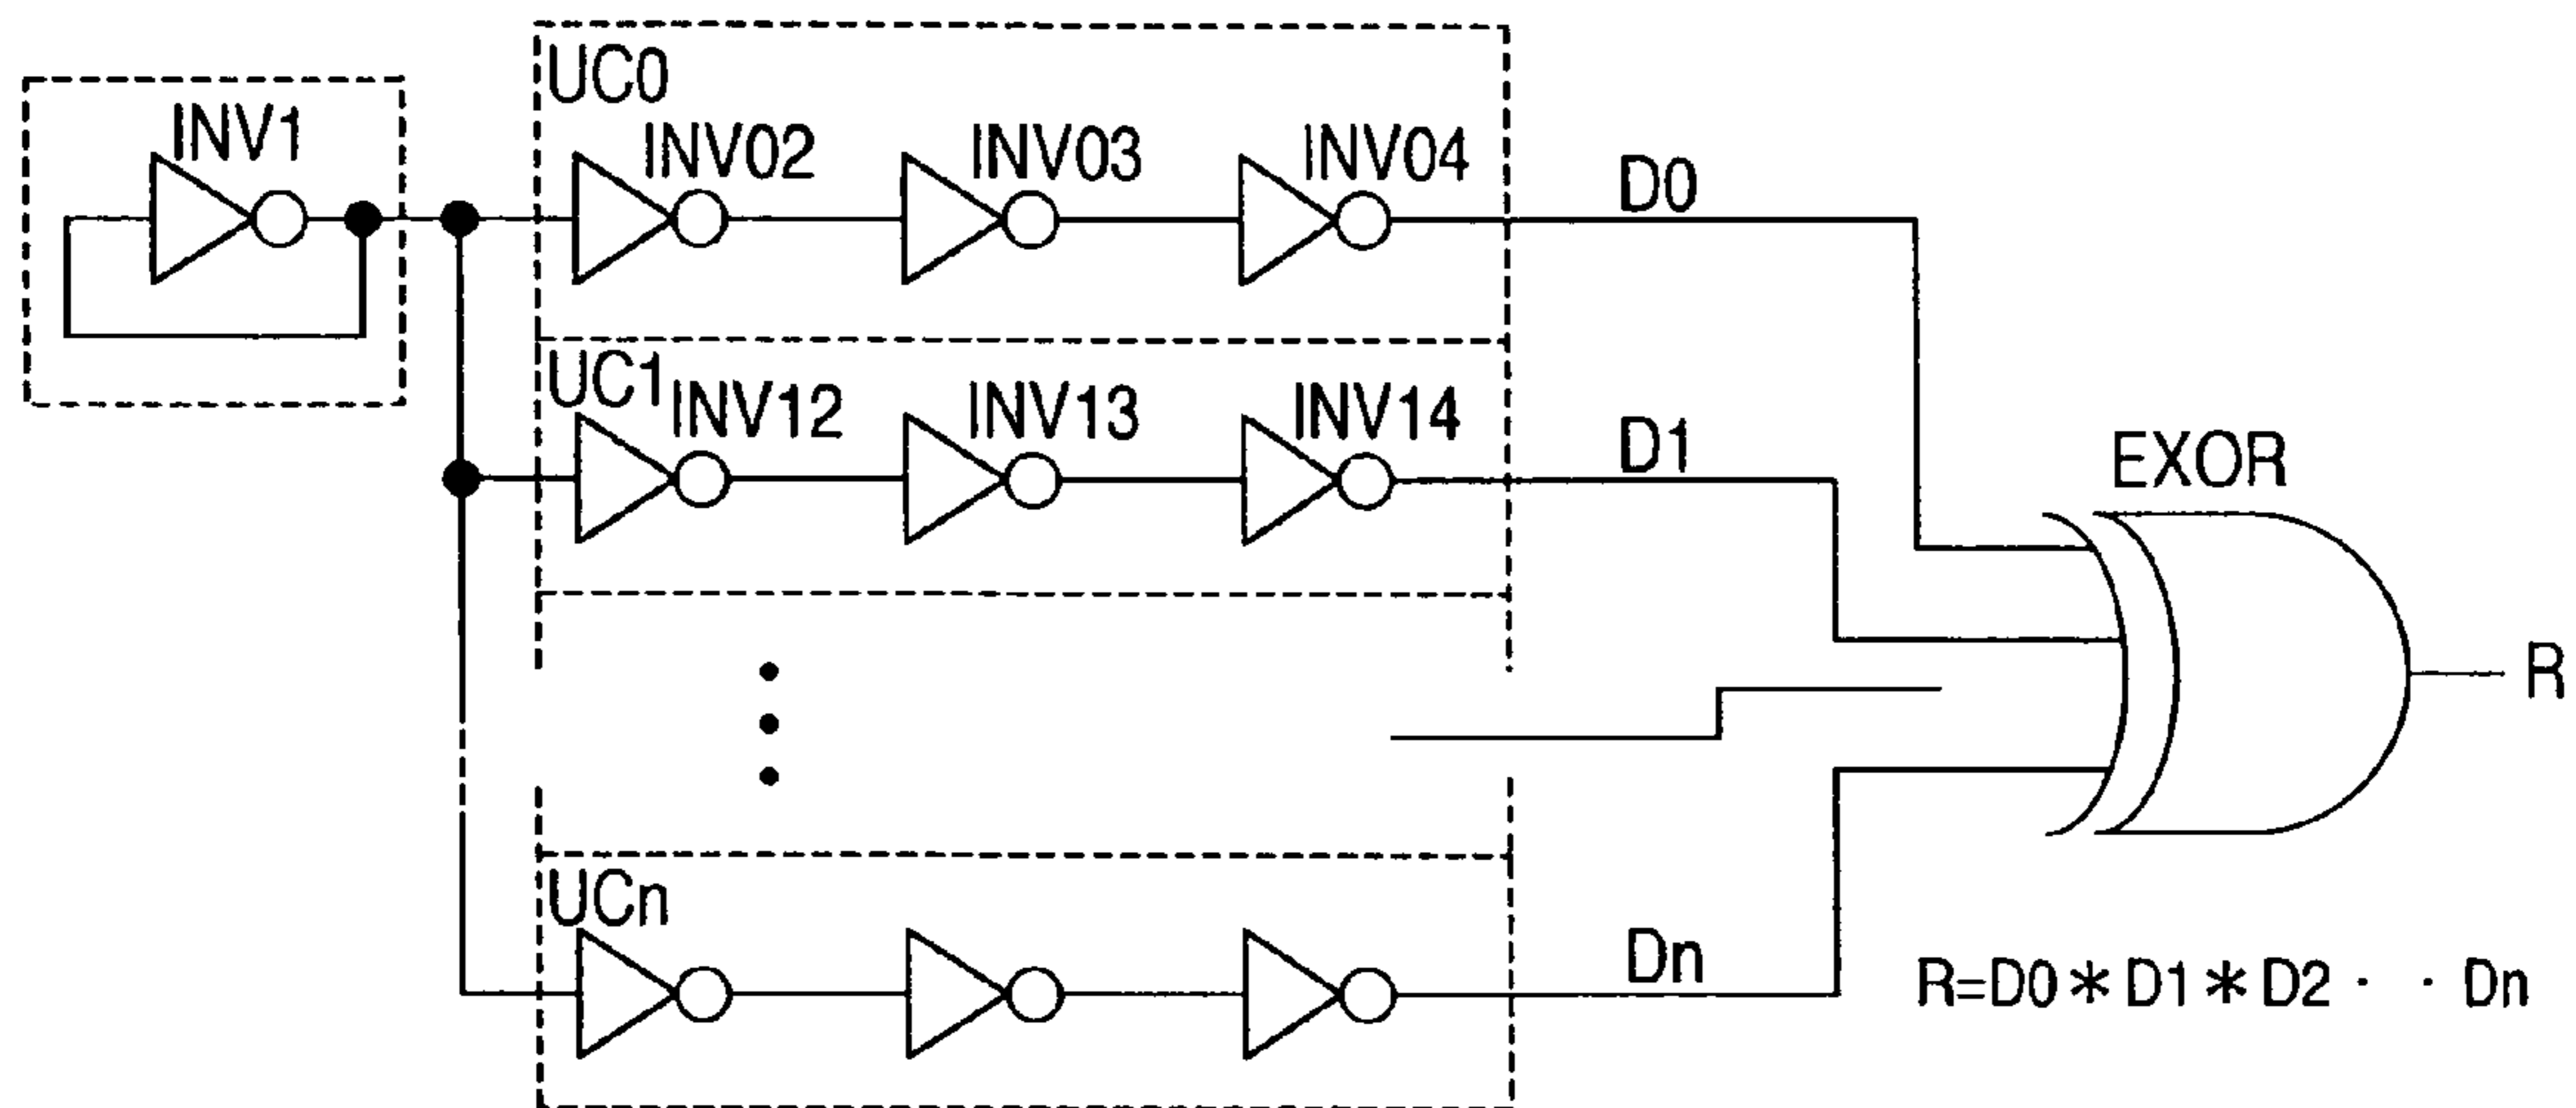 UC0
INV1
INV02
INV03
INV04
D0
UC1
INV12
INV13
INV14
D1
EXOR
R
UCn
Dn
R=D0*D1*D2 · · Dn